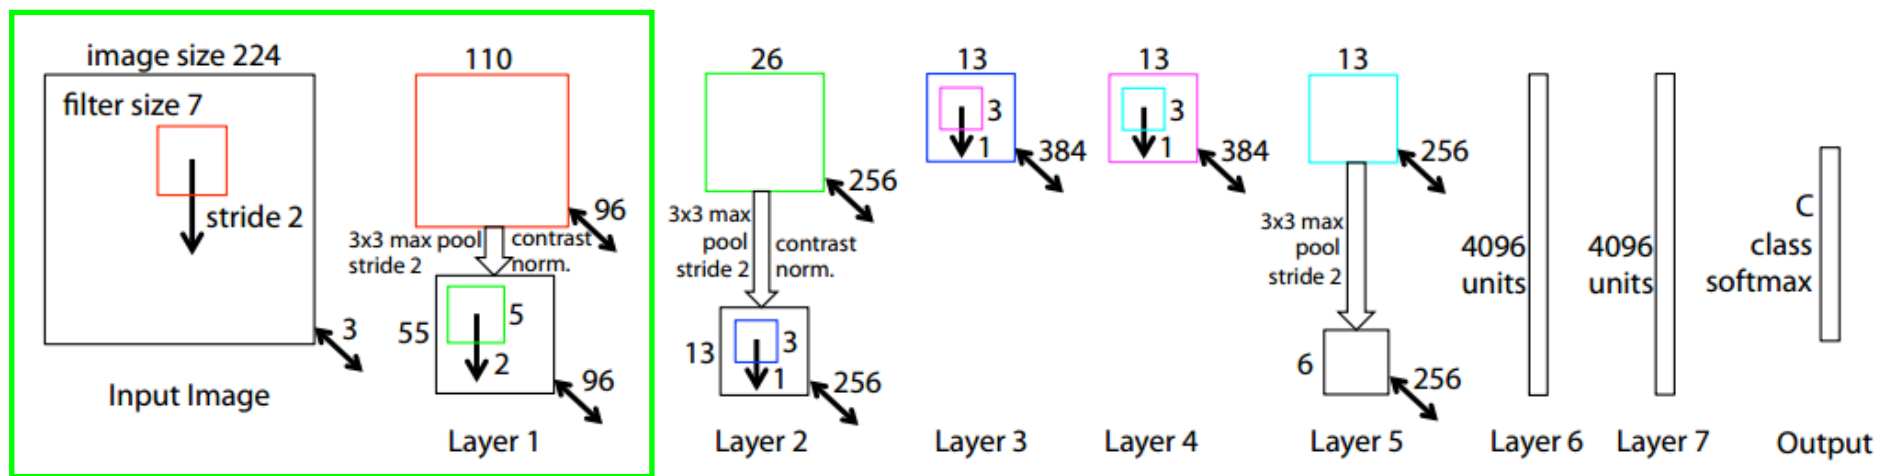 image size 224
filter size 7
stride 2
3
Input Image
110
96
3x3 max pool
stride 2
contrast
norm.
55
5
2
96
Layer 1
26
256
3x3 max
pool
stride 2
contrast
norm.
13
3
1
256
Layer 2
13
3
1
384
Layer 3
13
3
1
384
Layer 4
13
256
3x3 max
pool
stride 2
6
256
Layer 5
4096
units
Layer 6
4096
units
Layer 7
C
class
softmax
Output